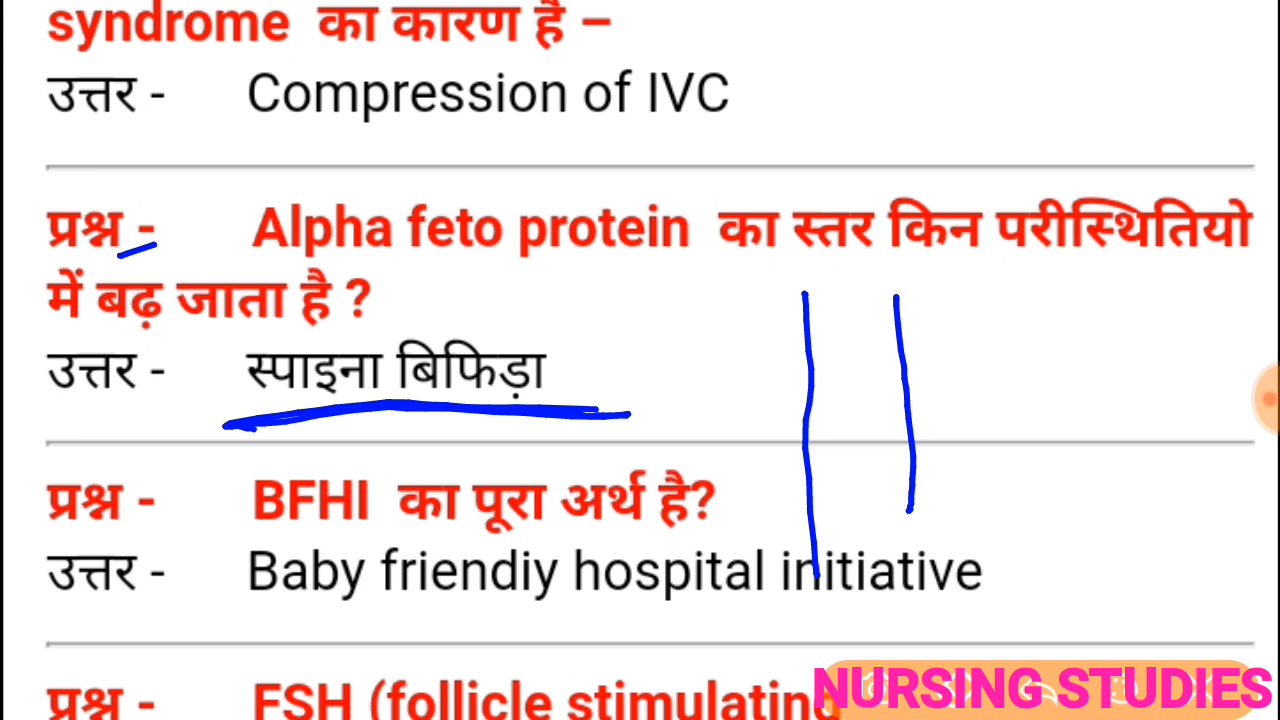 syndrome का कारण है –
उत्तर - Compression of IVC
प्रश्न - Alpha feto protein का स्तर किन परीस्थितियो
में बढ़ जाता है ?
उत्तर - स्पाइना बिफिड़ा
प्रश्न - BFHI का पूरा अर्थ है?
उत्तर - Baby friendiy hospital initiative
प्रश्न - FSH (follicle stimulating
NURSING STUDIES